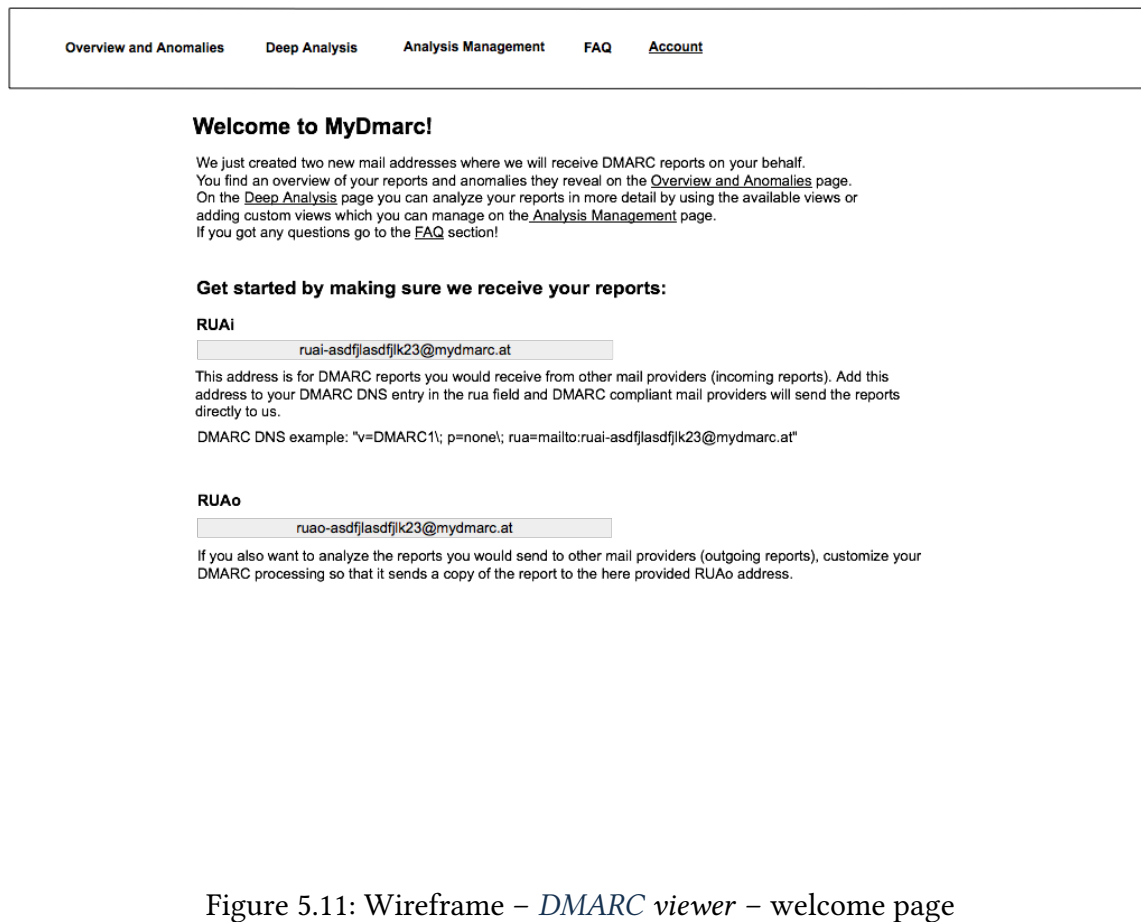 Overview and Anomalies Deep Analysis Analysis Management FAQ Account
Welcome to MyDmarc!
We just created two new mail addresses where we will receive DMARC reports on your behalf.
You find an overview of your reports and anomalies they reveal on the Overview and Anomalies page.
On the Deep Analysis page you can analyze your reports in more detail by using the available views or
adding custom views which you can manage on the Analysis Management page.
If you got any questions go to the FAQ section!
Get started by making sure we receive your reports:
RUAi
ruai-asdfjlasdfjlk23@mydmarc.at
This address is for DMARC reports you would receive from other mail providers (incoming reports). Add this
address to your DMARC DNS entry in the rua field and DMARC compliant mail providers will send the reports
directly to us.
DMARC DNS example: "v=DMARC1\; p=none\; rua=mailto:ruai-asdfjlasdfjlk23@mydmarc.at"
RUAo
ruao-asdfjlasdfjlk23@mydmarc.at
If you also want to analyze the reports you would send to other mail providers (outgoing reports), customize your
DMARC processing so that it sends a copy of the report to the here provided RUAo address.
Figure 5.11: Wireframe – DMARC viewer – welcome page